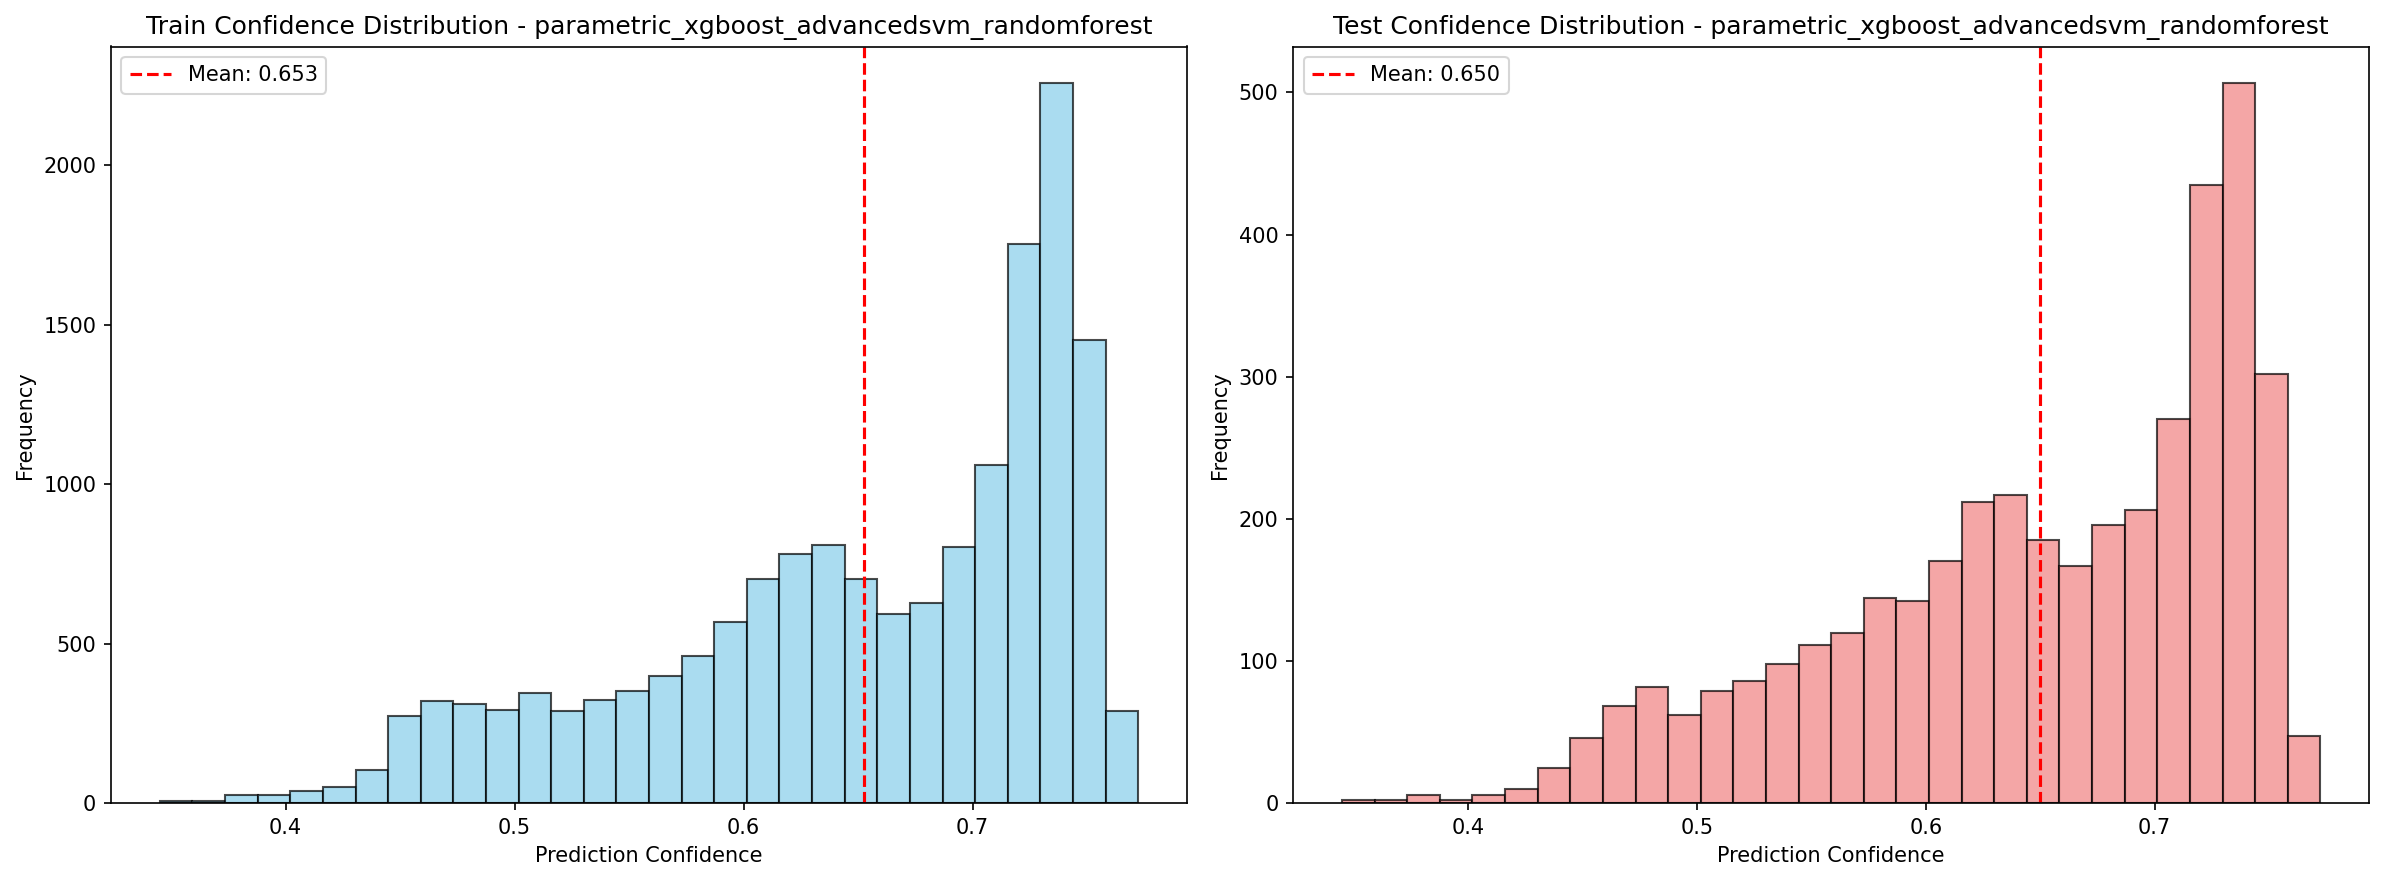 Train Confidence Distribution - parametric_xgboost_advancedsvm_randomforest
Mean: 0.653
Frequency
2000
1500
1000
500
0
0.4 0.5 0.6 0.7
Prediction Confidence
Test Confidence Distribution - parametric_xgboost_advancedsvm_randomforest
Mean: 0.650
Frequency
500
400
300
200
100
0
0.4 0.5 0.6 0.7
Prediction Confidence